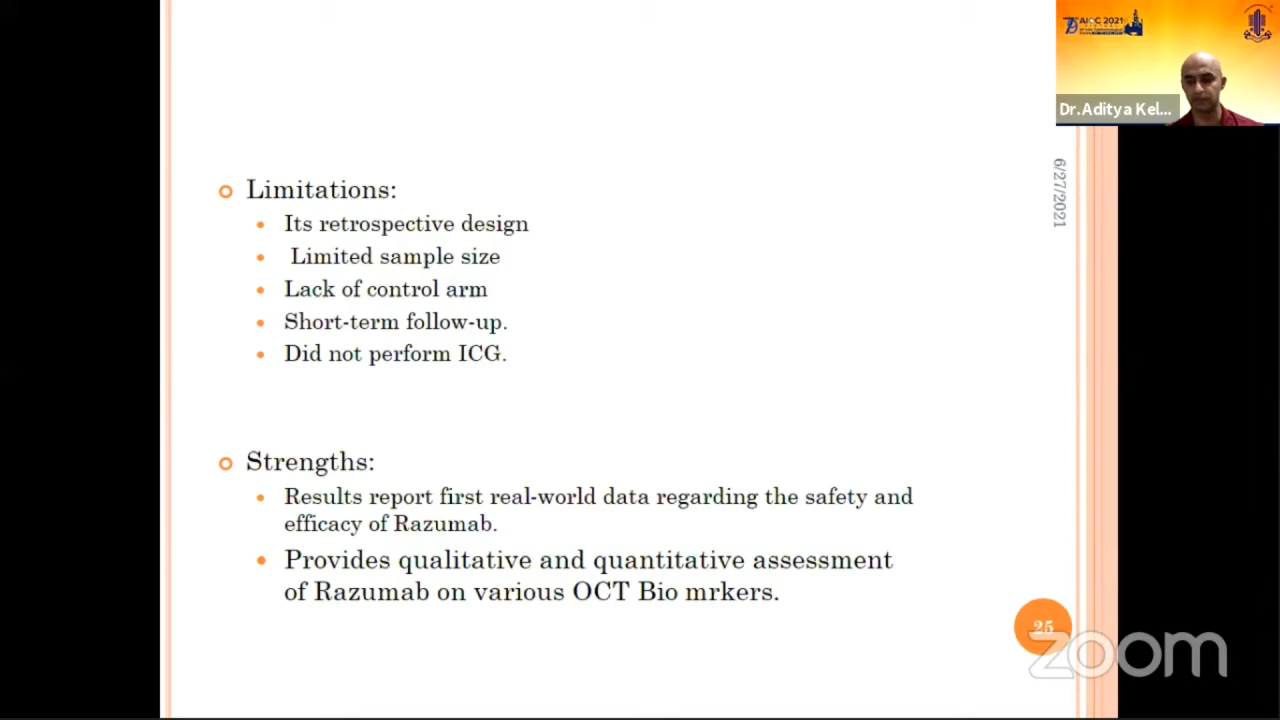 AIOC 2021
Dr.Aditya Kel...
6/27/2021
Limitations:
Its retrospective design
Limited sample size
Lack of control arm
Short-term follow-up.
Did not perform ICG.
Strengths:
Results report first real-world data regarding the safety and
efficacy of Razumab.
Provides qualitative and quantitative assessment
of Razumab on various OCT Bio mrkers.
25
zoom